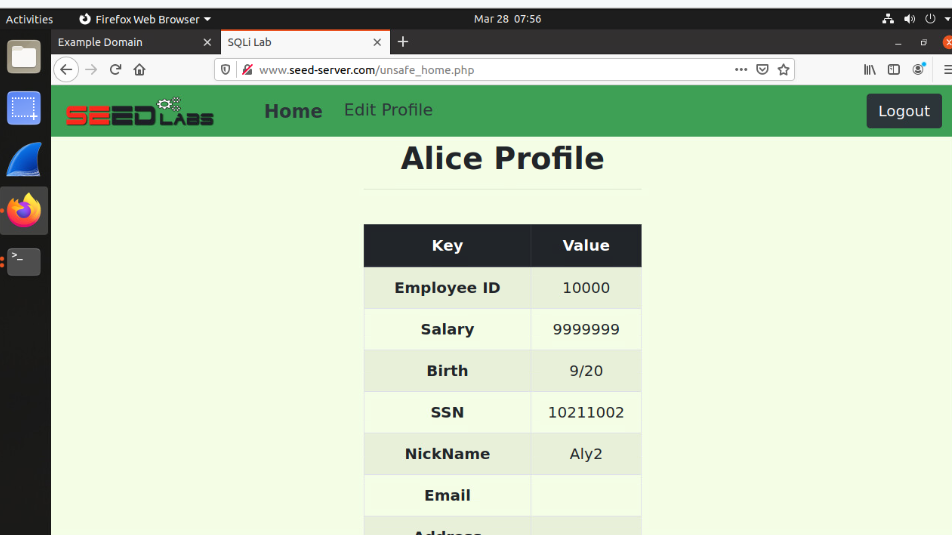 Activities Firefox Web Browser Mar 28 07:56
Example Domain SQLi Lab
www.seed-server.com/unsafe_home.php
SEED LABS Home Edit Profile Logout
Alice Profile
Key Value
Employee ID 10000
Salary 9999999
Birth 9/20
SSN 10211002
NickName Aly2
Email
Address